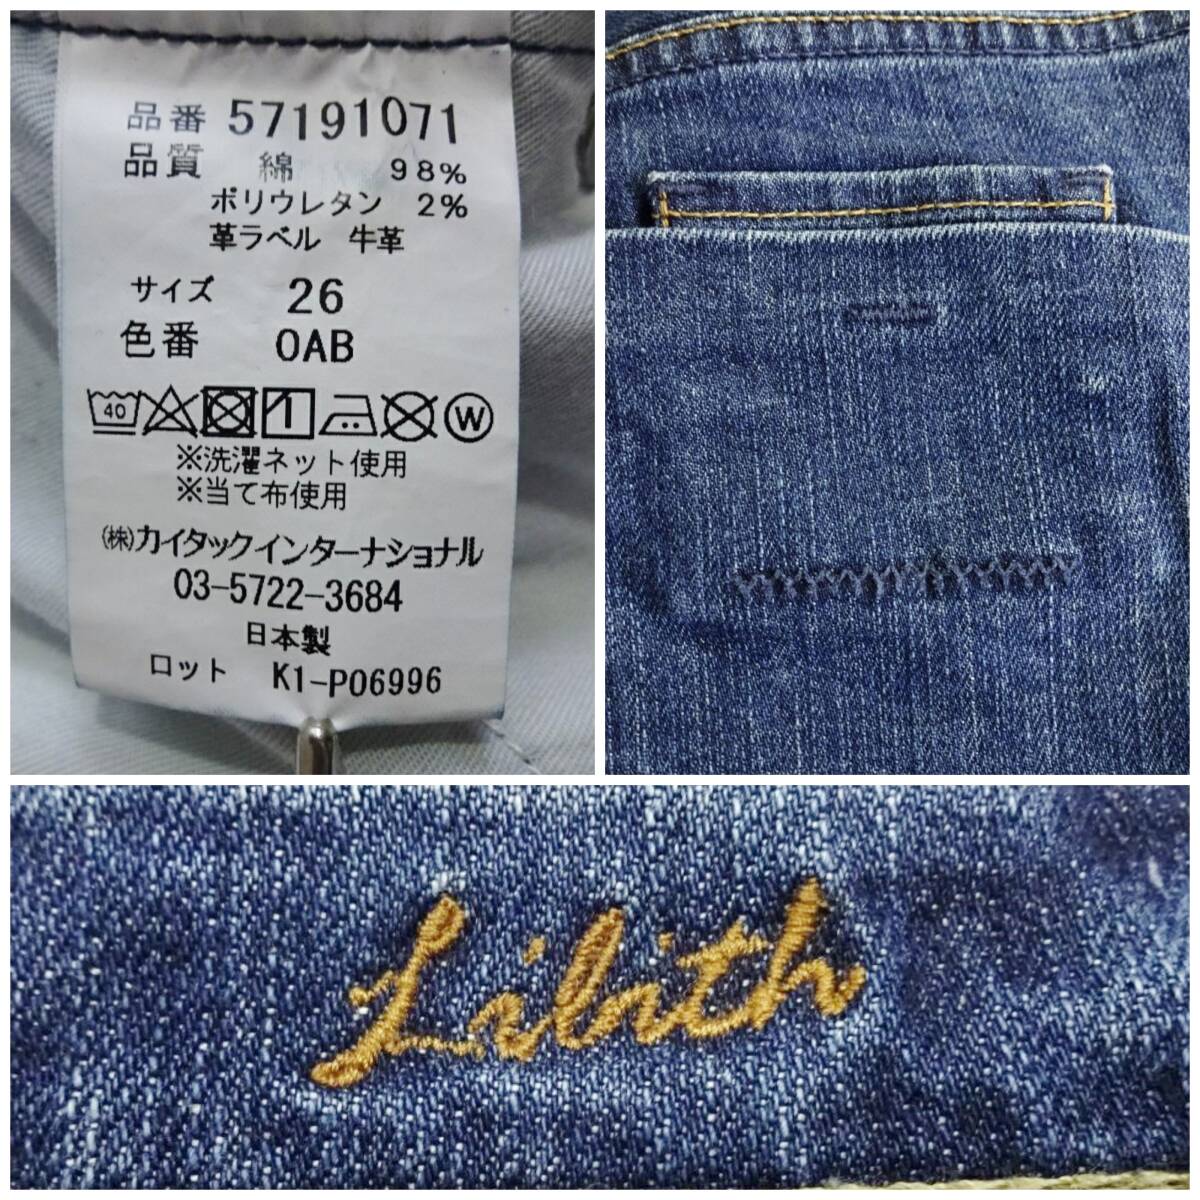 品番 57191071
品質 綿 98%
ポリウレタン 2%
革ラベル 牛革
サイズ 26
色番 0AB
40 W
※洗濯ネット使用
※当て布使用
㈱カイタックインターナショナル
03-5722-3684
日本製
ロット K1-P06996
Lilith